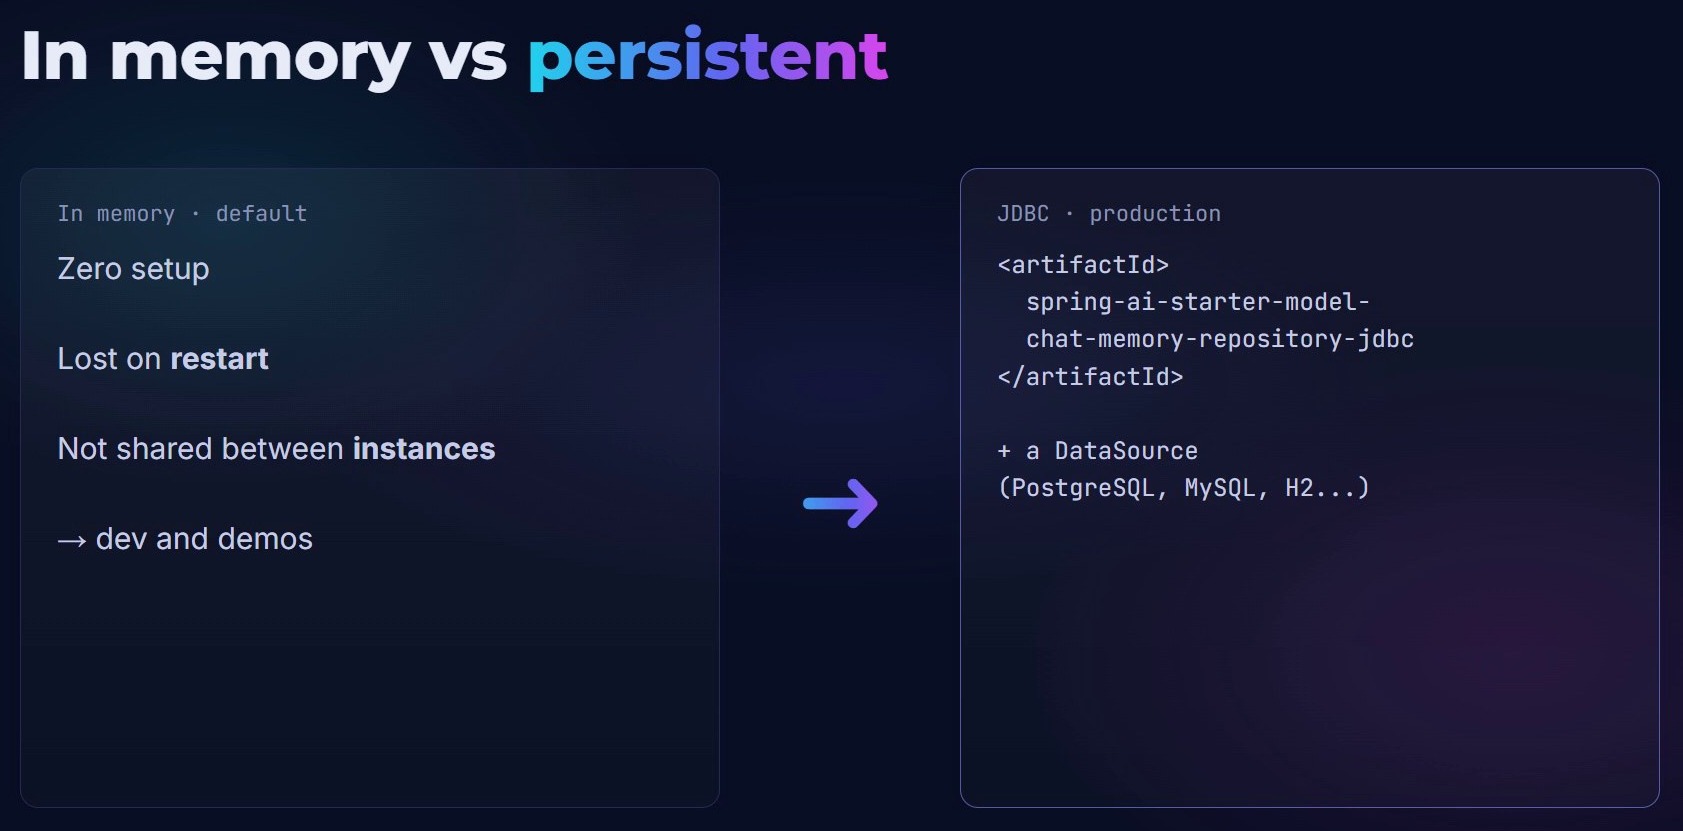 In memory vs persistent
In memory · default
Zero setup
Lost on restart
Not shared between instances
→ dev and demos
JDBC · production
<artifactId>
spring-ai-starter-model-
chat-memory-repository-jdbc
</artifactId>
+ a DataSource
(PostgreSQL, MySQL, H2...)